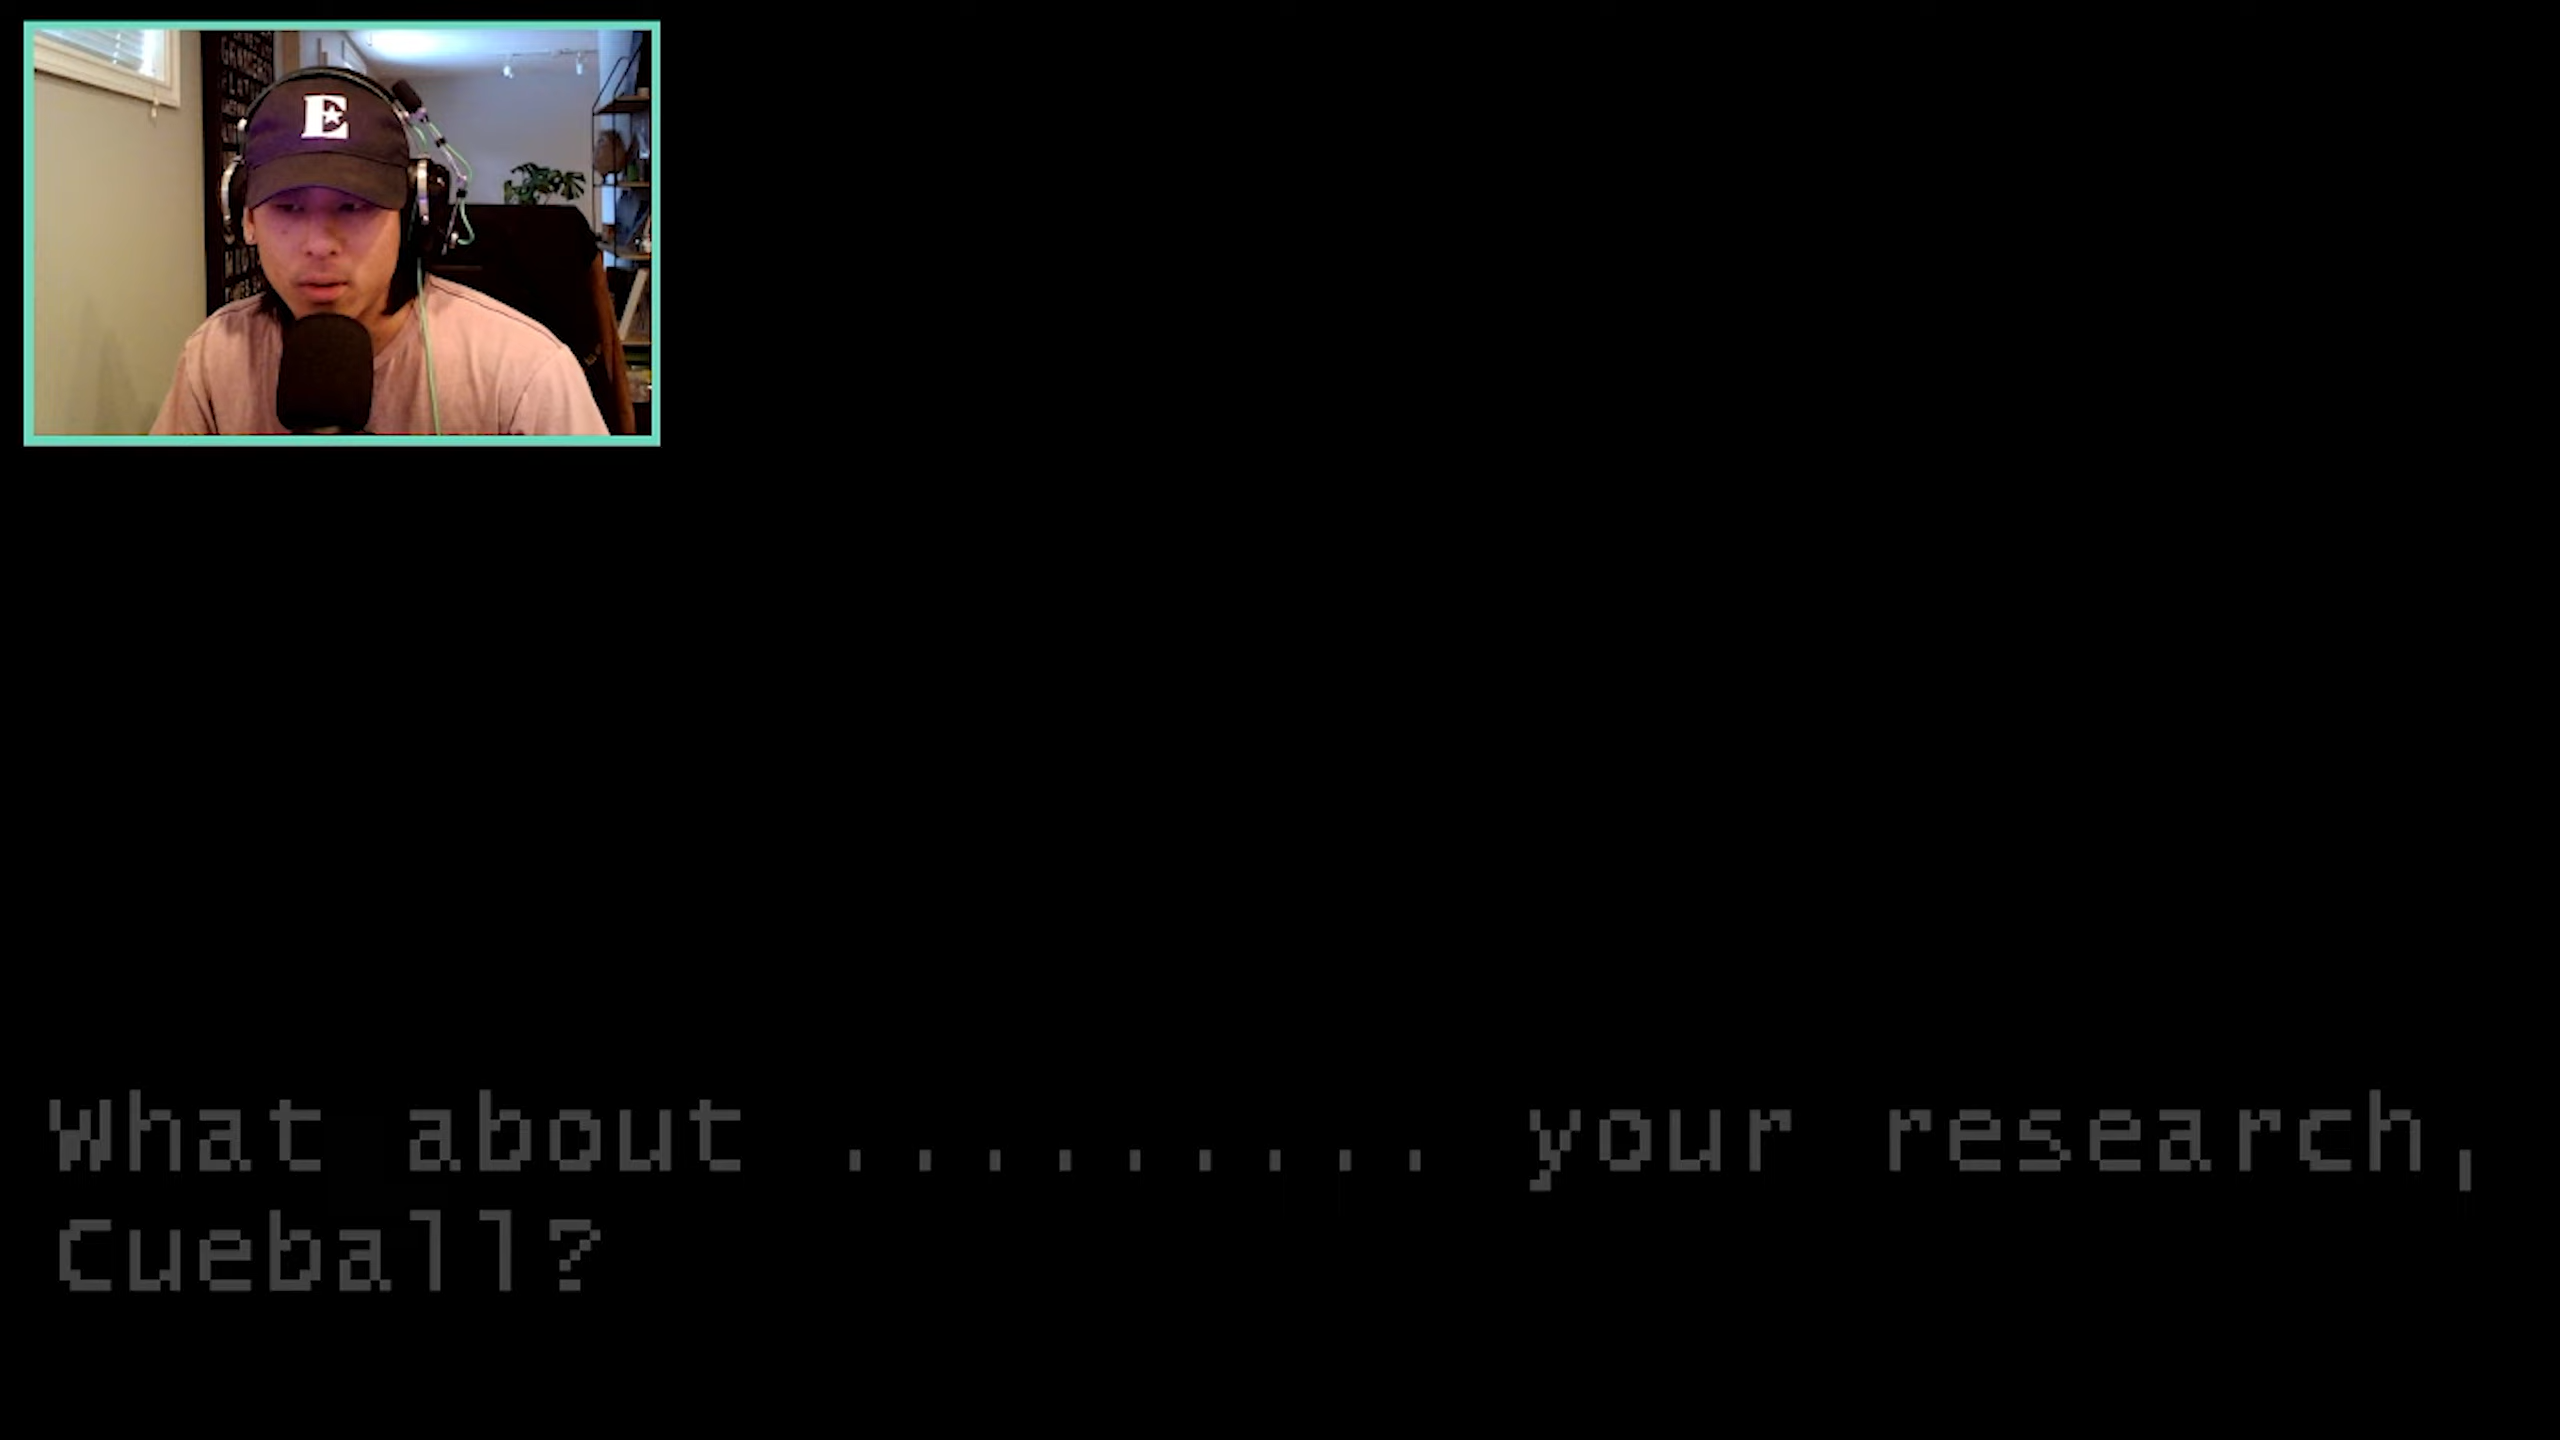 E
What about ......... your research,
Cueball?